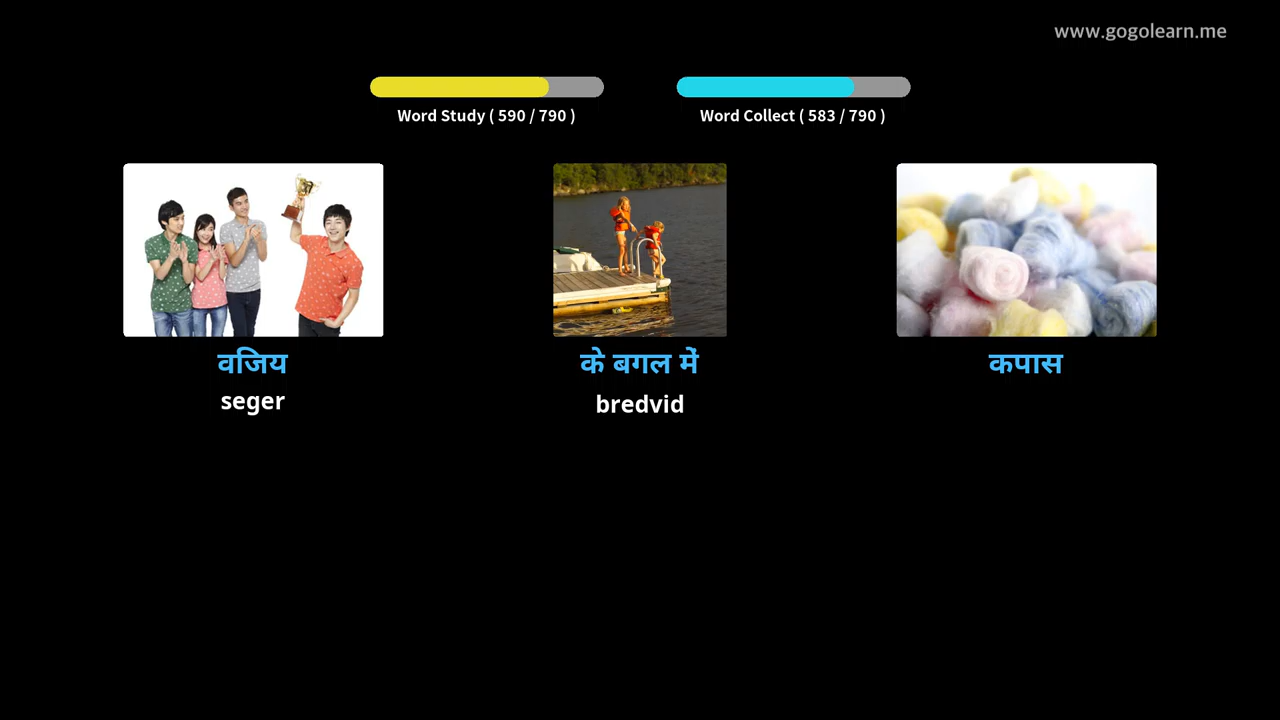 www.gogolearn.me
Word Study ( 590 / 790 )
Word Collect ( 583 / 790 )
वजिय
के बगल में
कपास
seger
bredvid